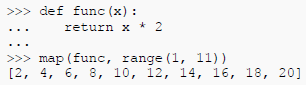 >>> def func(x):
...     return x * 2
...
>>> map(func, range(1, 11))
[2, 4, 6, 8, 10, 12, 14, 16, 18, 20]